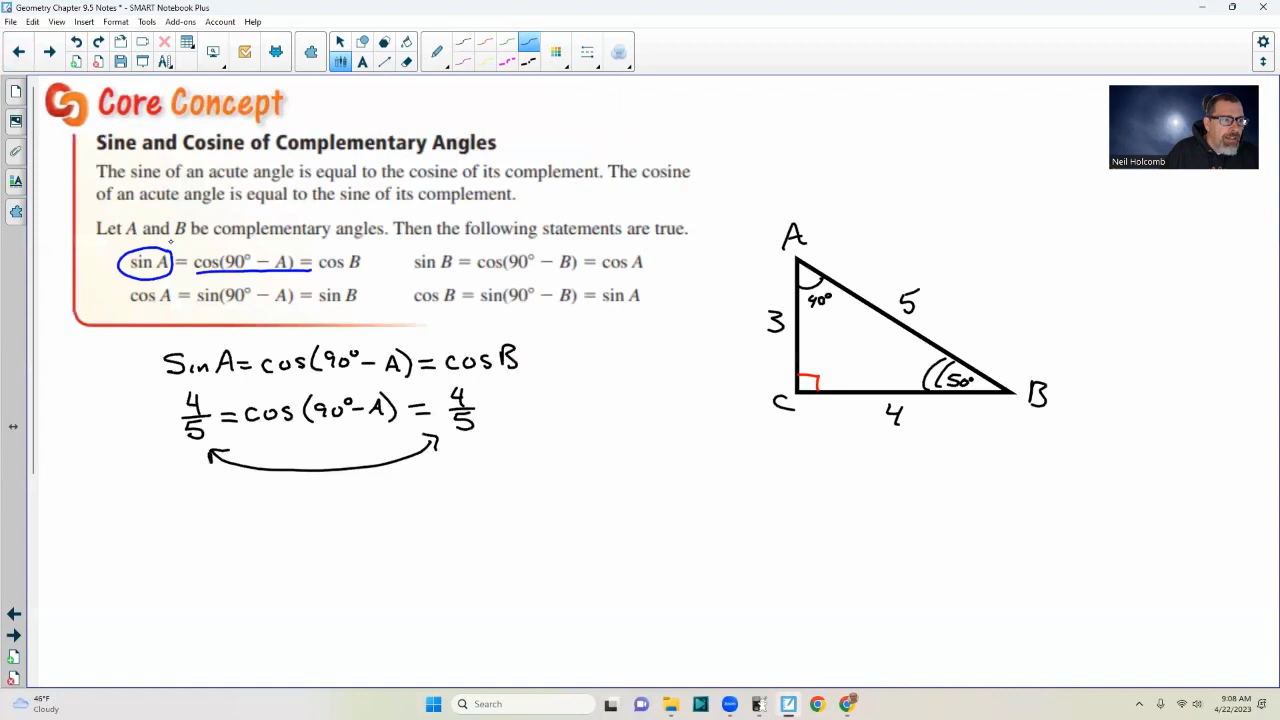 Geometry Chapter 9.5 Notes * - SMART Notebook Plus
File Edit View Insert Format Tools Add-ons Account Help
Core Concept
Sine and Cosine of Complementary Angles
The sine of an acute angle is equal to the cosine of its complement. The cosine
of an acute angle is equal to the sine of its complement.
Let A and B be complementary angles. Then the following statements are true.
sin A = cos(90° − A) = cos B
sin B = cos(90° − B) = cos A
cos A = sin(90° − A) = sin B
cos B = sin(90° − B) = sin A
Sin A = cos(90° − A) = cos B
4/5 = cos(90° − A) = 4/5
A
40°
5
3
50°
C
B
4
Neil Holcomb
46°F
Cloudy
Search
9:08 AM
4/22/2023